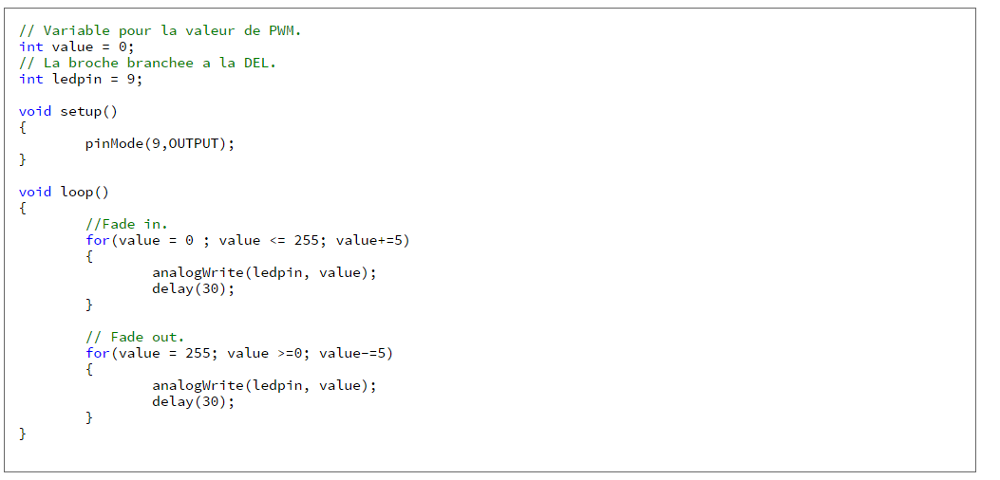 // Variable pour la valeur de PWM.
int value = 0;
// La broche branchee a la DEL.
int ledpin = 9;
void setup()
{
pinMode(9,OUTPUT);
}
void loop()
{
//Fade in.
for(value = 0 ; value <= 255; value+=5)
{
analogWrite(ledpin, value);
delay(30);
}
// Fade out.
for(value = 255; value >=0; value-=5)
{
analogWrite(ledpin, value);
delay(30);
}
}